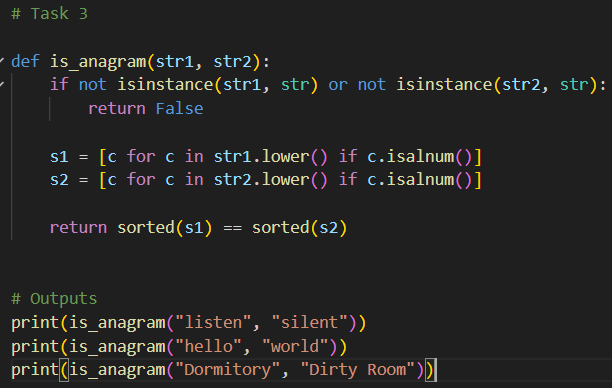 # Task 3
def is_anagram(str1, str2):
    if not isinstance(str1, str) or not isinstance(str2, str):
        return False
    s1 = [c for c in str1.lower() if c.isalnum()]
    s2 = [c for c in str2.lower() if c.isalnum()]
    return sorted(s1) == sorted(s2)
# Outputs
print(is_anagram("listen", "silent"))
print(is_anagram("hello", "world"))
print(is_anagram("Dormitory", "Dirty Room"))